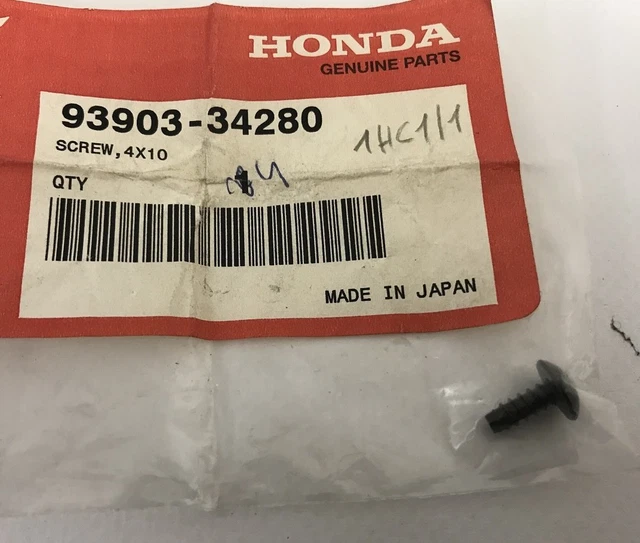 HONDA
GENUINE PARTS
93903-34280
1HC1/1
SCREW,4X10
QTY
MADE IN JAPAN